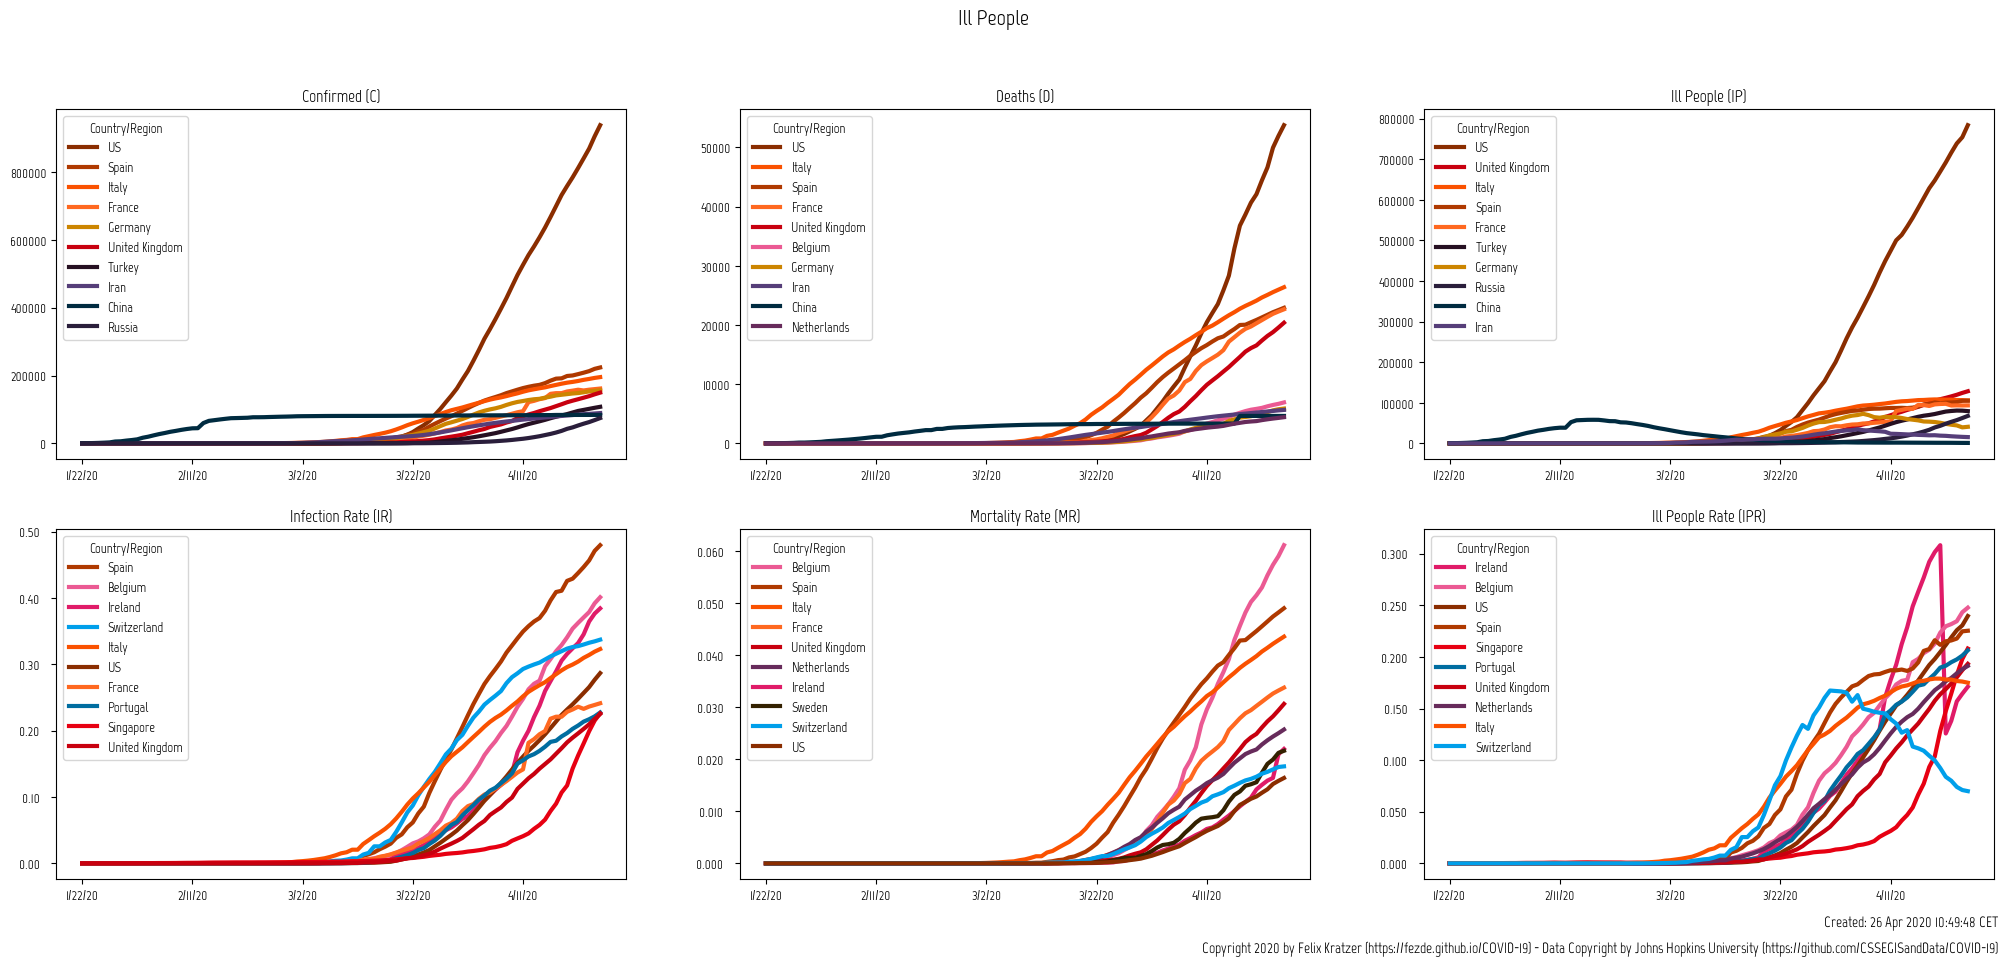 Ill People
Confirmed (C)
Country/Region
US
Spain
Italy
France
Germany
United Kingdom
Turkey
Iran
China
Russia
800000
600000
400000
200000
0
1/22/20 2/11/20 3/2/20 3/22/20 4/11/20
Deaths (D)
Country/Region
US
Italy
Spain
France
United Kingdom
Belgium
Germany
Iran
China
Netherlands
50000
40000
30000
20000
10000
0
1/22/20 2/11/20 3/2/20 3/22/20 4/11/20
Ill People (IP)
Country/Region
US
United Kingdom
Italy
Spain
France
Turkey
Germany
Russia
China
Iran
800000
700000
600000
500000
400000
300000
200000
100000
0
1/22/20 2/11/20 3/2/20 3/22/20 4/11/20
Infection Rate (IR)
Country/Region
Spain
Belgium
Ireland
Switzerland
Italy
US
France
Portugal
Singapore
United Kingdom
0.50
0.40
0.30
0.20
0.10
0.00
1/22/20 2/11/20 3/2/20 3/22/20 4/11/20
Mortality Rate (MR)
Country/Region
Belgium
Spain
Italy
France
United Kingdom
Netherlands
Ireland
Sweden
Switzerland
US
0.060
0.050
0.040
0.030
0.020
0.010
0.000
1/22/20 2/11/20 3/2/20 3/22/20 4/11/20
Ill People Rate (IPR)
Country/Region
Ireland
Belgium
US
Spain
Singapore
Portugal
United Kingdom
Netherlands
Italy
Switzerland
0.300
0.250
0.200
0.150
0.100
0.050
0.000
1/22/20 2/11/20 3/2/20 3/22/20 4/11/20
Created: 26 Apr 2020 10:49:48 CET
Copyright 2020 by Felix Kratzer (https://fezde.github.io/COVID-19) - Data Copyright by Johns Hopkins University (https://github.com/CSSEGISandData/COVID-19)